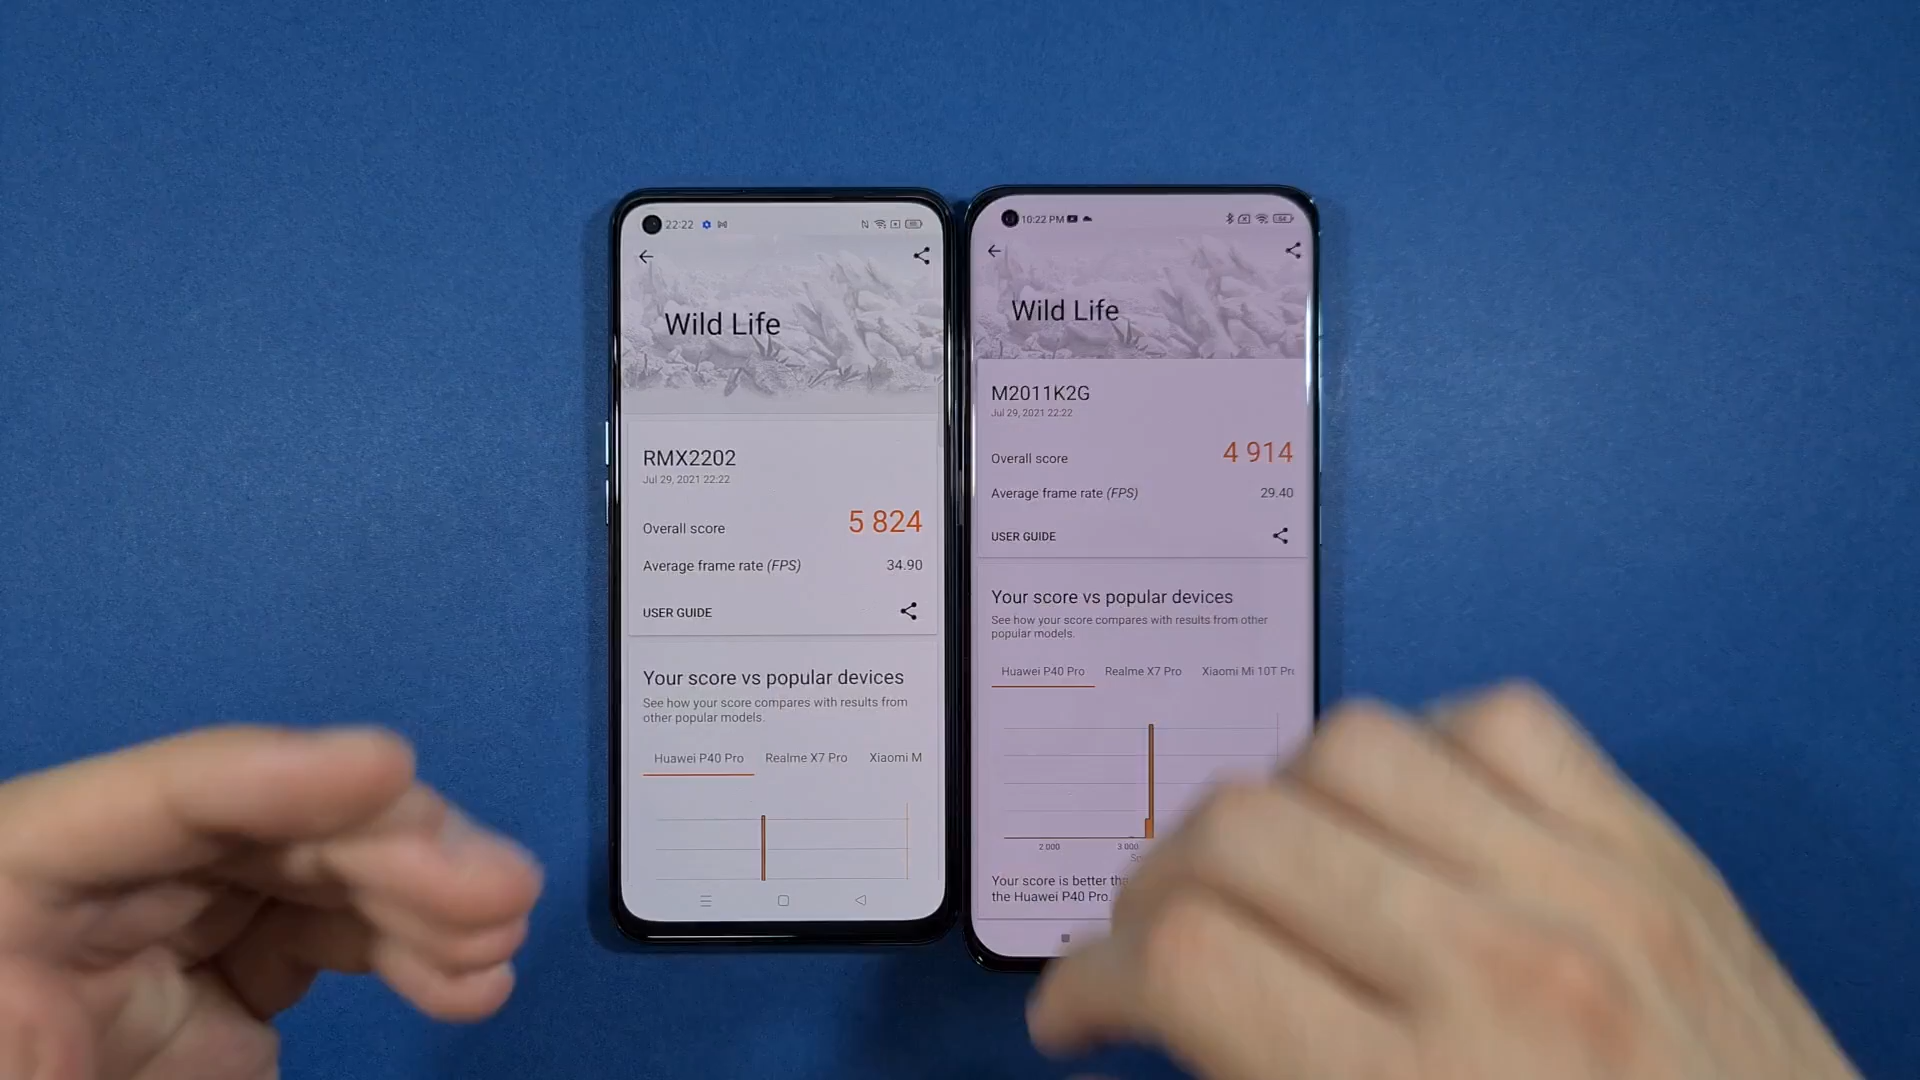 22:22
Wild Life
RMX2202
Jul 29, 2021 22:22
Overall score
5 824
Average frame rate (FPS)
34.90
USER GUIDE
Your score vs popular devices
See how your score compares with results from
other popular models.
Huawei P40 Pro Realme X7 Pro Xiaomi M
10:22 PM
Wild Life
M2011K2G
Jul 29, 2021 22:22
Overall score
4 914
Average frame rate (FPS)
29.40
USER GUIDE
Your score vs popular devices
See how your score compares with results from other
popular models.
Huawei P40 Pro Realme X7 Pro Xiaomi Mi 10T Pr
2 000 3 000
Your score is better tha
the Huawei P40 Pro.